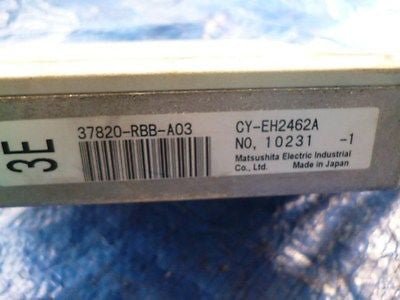 3E
37820-RBB-A03
CY-EH2462A
NO, 10231 -1
Matsushita Electric Industrial
Co., Ltd. Made in Japan